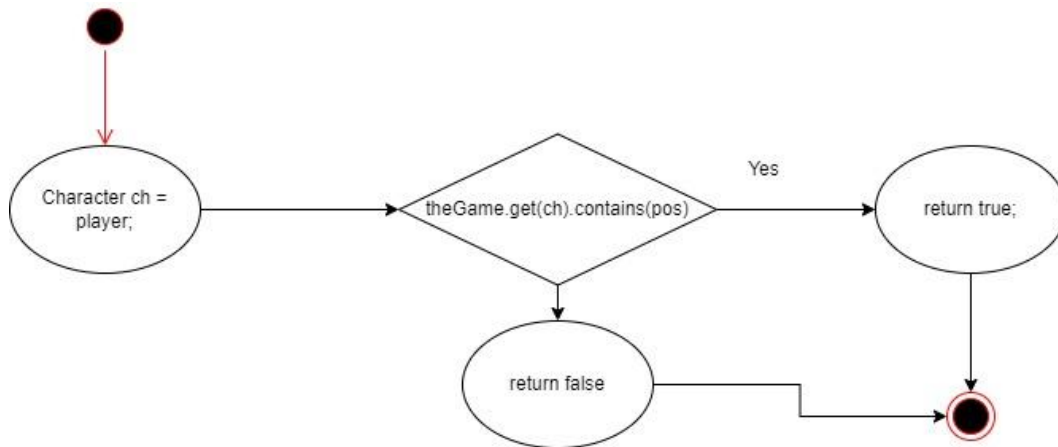 Character ch =
player;
theGame.get(ch).contains(pos)
Yes
return true;
return false